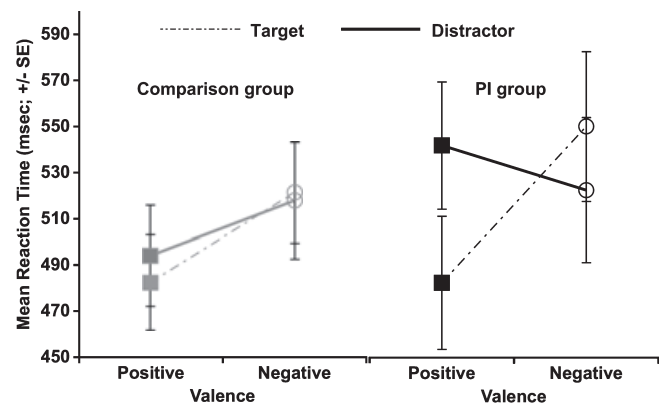 Target
Distractor
Comparison group
PI group
Mean Reaction Time (msec; +/- SE)
590
570
550
530
510
490
470
450
Positive
Negative
Positive
Negative
Valence
Valence